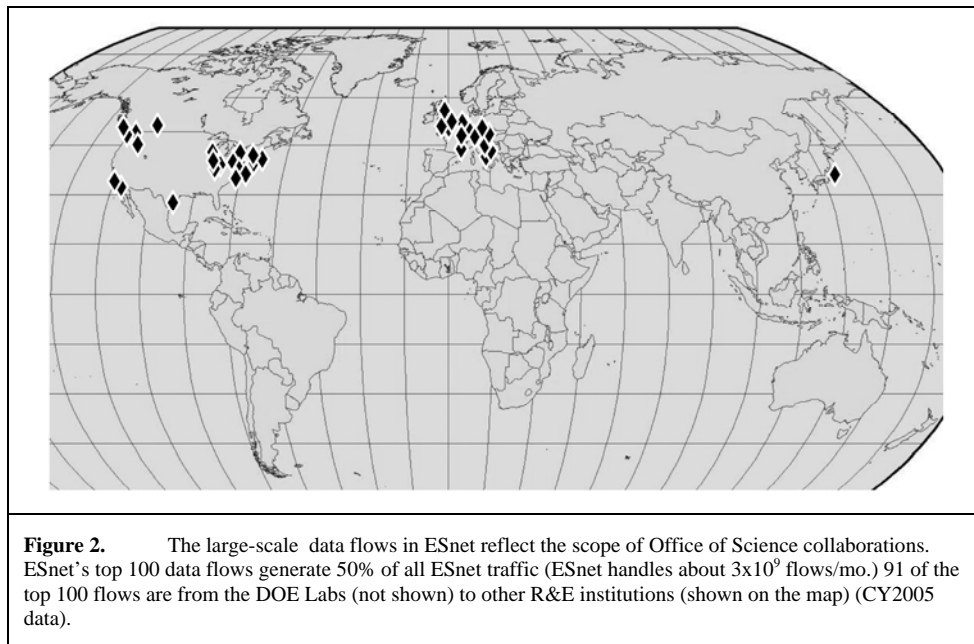 Figure 2. The large-scale data flows in ESnet reflect the scope of Office of Science collaborations.
ESnet’s top 100 data flows generate 50% of all ESnet traffic (ESnet handles about 3x10⁹ flows/mo.) 91 of the
top 100 flows are from the DOE Labs (not shown) to other R&E institutions (shown on the map) (CY2005
data).